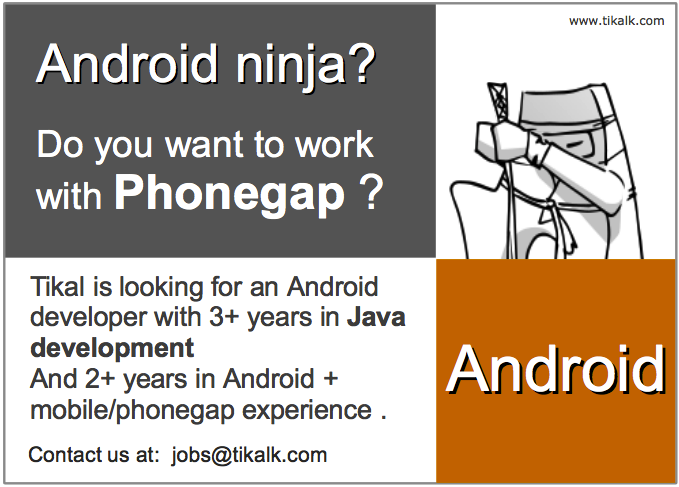 www.tikalk.com
Android ninja?
Do you want to work
with Phonegap ?
Tikal is looking for an Android
developer with 3+ years in Java
development
And 2+ years in Android +
mobile/phonegap experience .
Contact us at: jobs@tikalk.com
Android